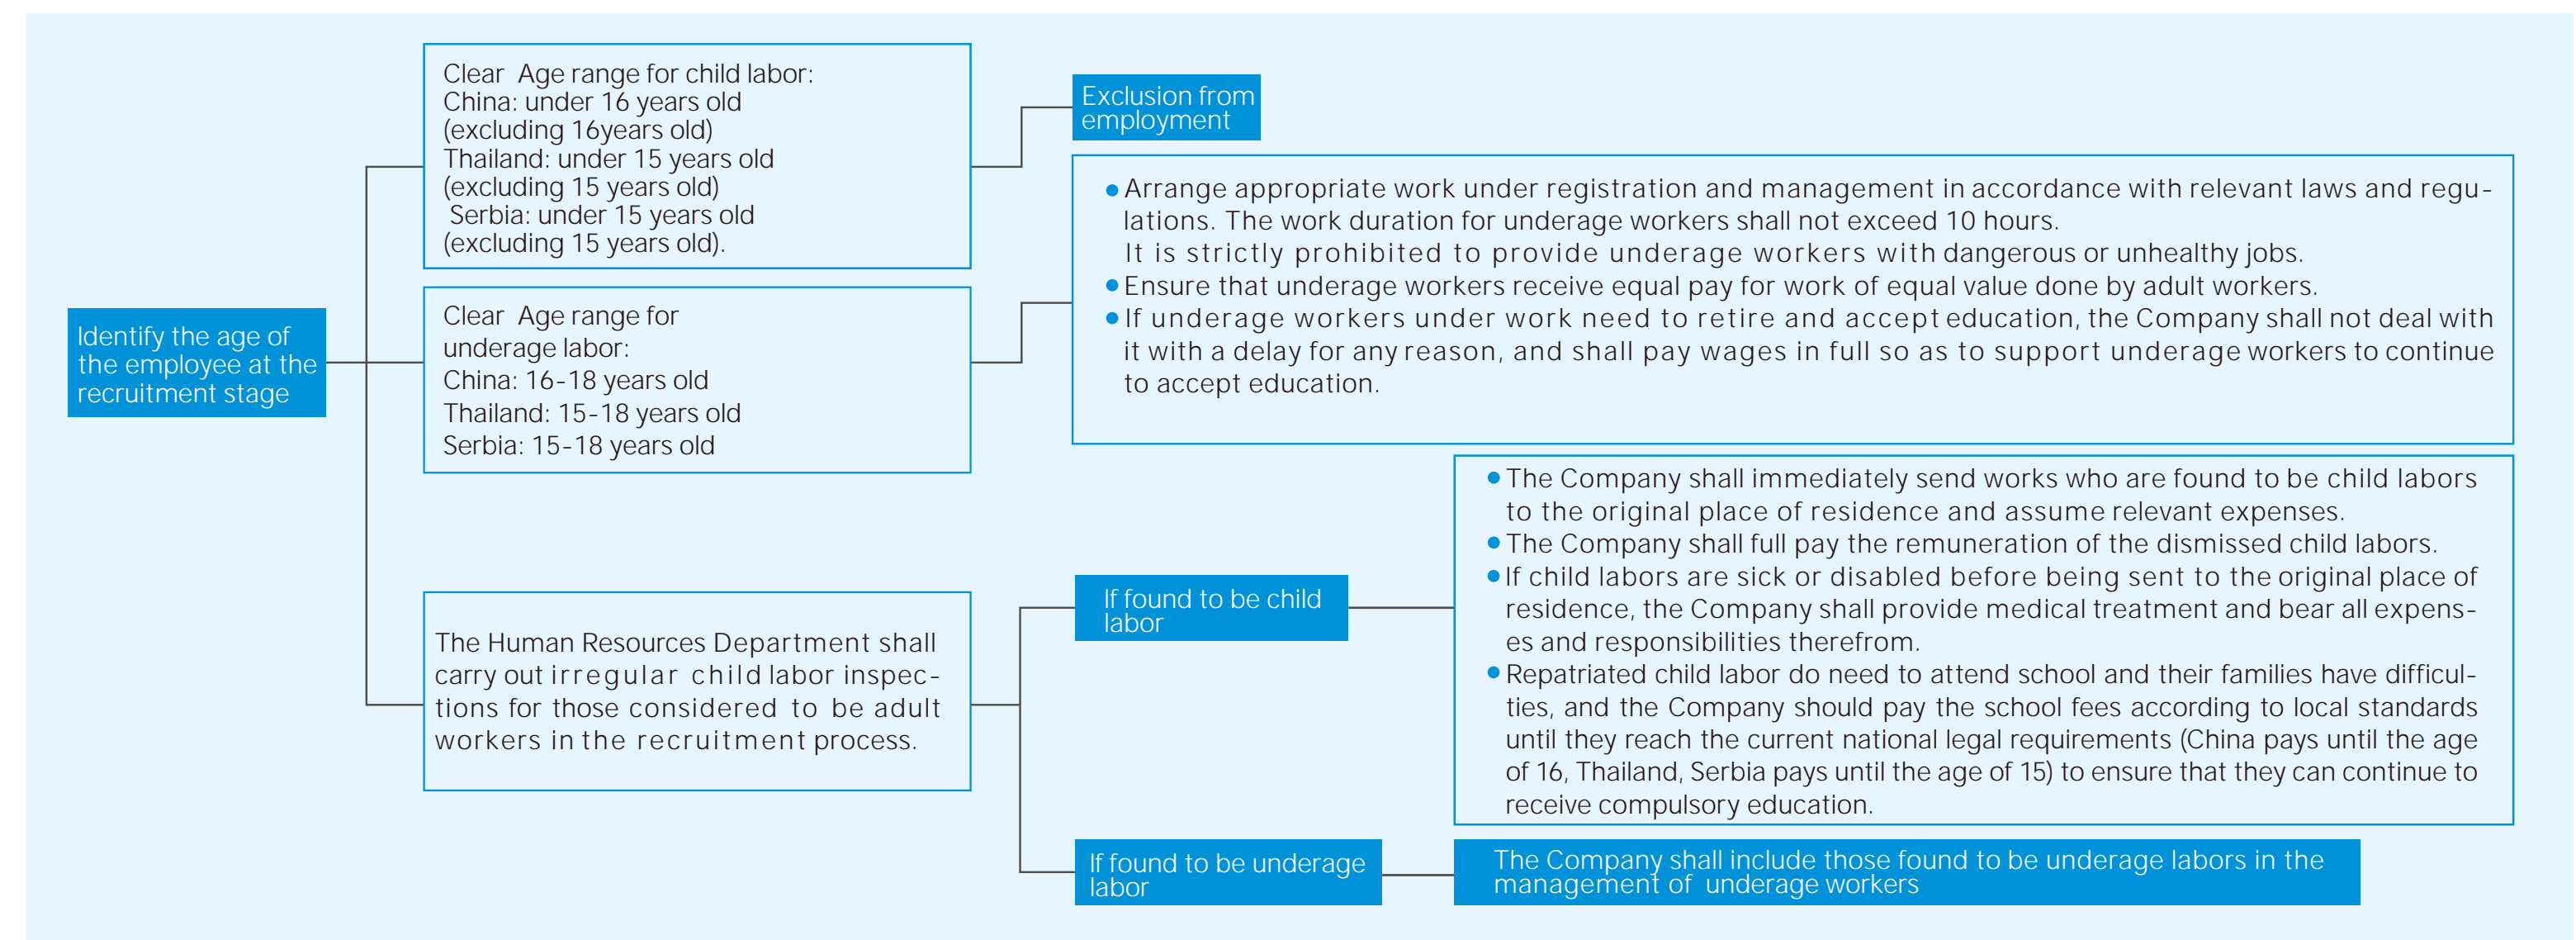 Identify the age of
the employee at the
recruitment stage
Clear Age range for child labor:
China: under 16 years old
(excluding 16years old)
Thailand: under 15 years old
(excluding 15 years old)
Serbia: under 15 years old
(excluding 15 years old).
Exclusion from
employment
Clear Age range for
underage labor:
China: 16-18 years old
Thailand: 15-18 years old
Serbia: 15-18 years old
● Arrange appropriate work under registration and management in accordance with relevant laws and regu-
lations. The work duration for underage workers shall not exceed 10 hours.
It is strictly prohibited to provide underage workers with dangerous or unhealthy jobs.
● Ensure that underage workers receive equal pay for work of equal value done by adult workers.
● If underage workers under work need to retire and accept education, the Company shall not deal with
it with a delay for any reason, and shall pay wages in full so as to support underage workers to continue
to accept education.
The Human Resources Department shall
carry out irregular child labor inspec-
tions for those considered to be adult
workers in the recruitment process.
If found to be child
labor
● The Company shall immediately send works who are found to be child labors
to the original place of residence and assume relevant expenses.
● The Company shall full pay the remuneration of the dismissed child labors.
● If child labors are sick or disabled before being sent to the original place of
residence, the Company shall provide medical treatment and bear all expens-
es and responsibilities therefrom.
● Repatriated child labor do need to attend school and their families have difficul-
ties, and the Company should pay the school fees according to local standards
until they reach the current national legal requirements (China pays until the age
of 16, Thailand, Serbia pays until the age of 15) to ensure that they can continue to
receive compulsory education.
If found to be underage
labor
The Company shall include those found to be underage labors in the
management of underage workers